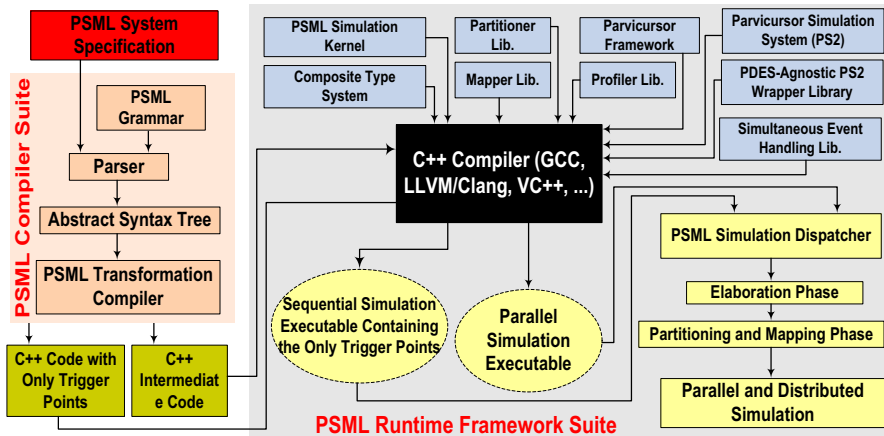 PSML System
Specification
PSML Compiler Suite
PSML
Grammar
Parser
Abstract Syntax Tree
PSML Transformation
Compiler
C++ Code with
Only Trigger
Points
C++
Intermediat
e Code
PSML Simulation
Kernel
Partitioner
Lib.
Parvicursor
Framework
Parvicursor Simulation
System (PS2)
Composite Type
System
Mapper Lib.
Profiler Lib.
PDES-Agnostic PS2
Wrapper Library
Simultaneous Event
Handling Lib.
C++ Compiler (GCC,
LLVM/Clang, VC++, ...)
Sequential Simulation
Executable Containing
the Only Trigger Points
Parallel
Simulation
Executable
PSML Simulation Dispatcher
Elaboration Phase
Partitioning and Mapping Phase
Parallel and Distributed
Simulation
PSML Runtime Framework Suite